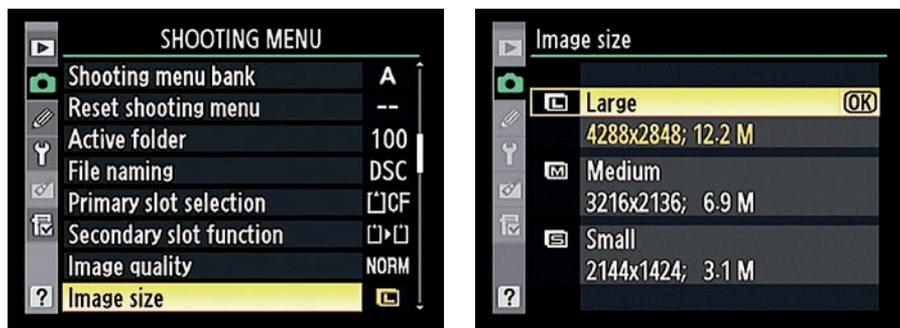 SHOOTING MENU
Shooting menu bank A
Reset shooting menu --
Active folder 100
File naming DSC
Primary slot selection CF
Secondary slot function
Image quality NORM
Image size L
?
Image size
L Large OK
4288x2848; 12.2 M
M Medium
3216x2136; 6.9 M
S Small
2144x1424; 3.1 M
?